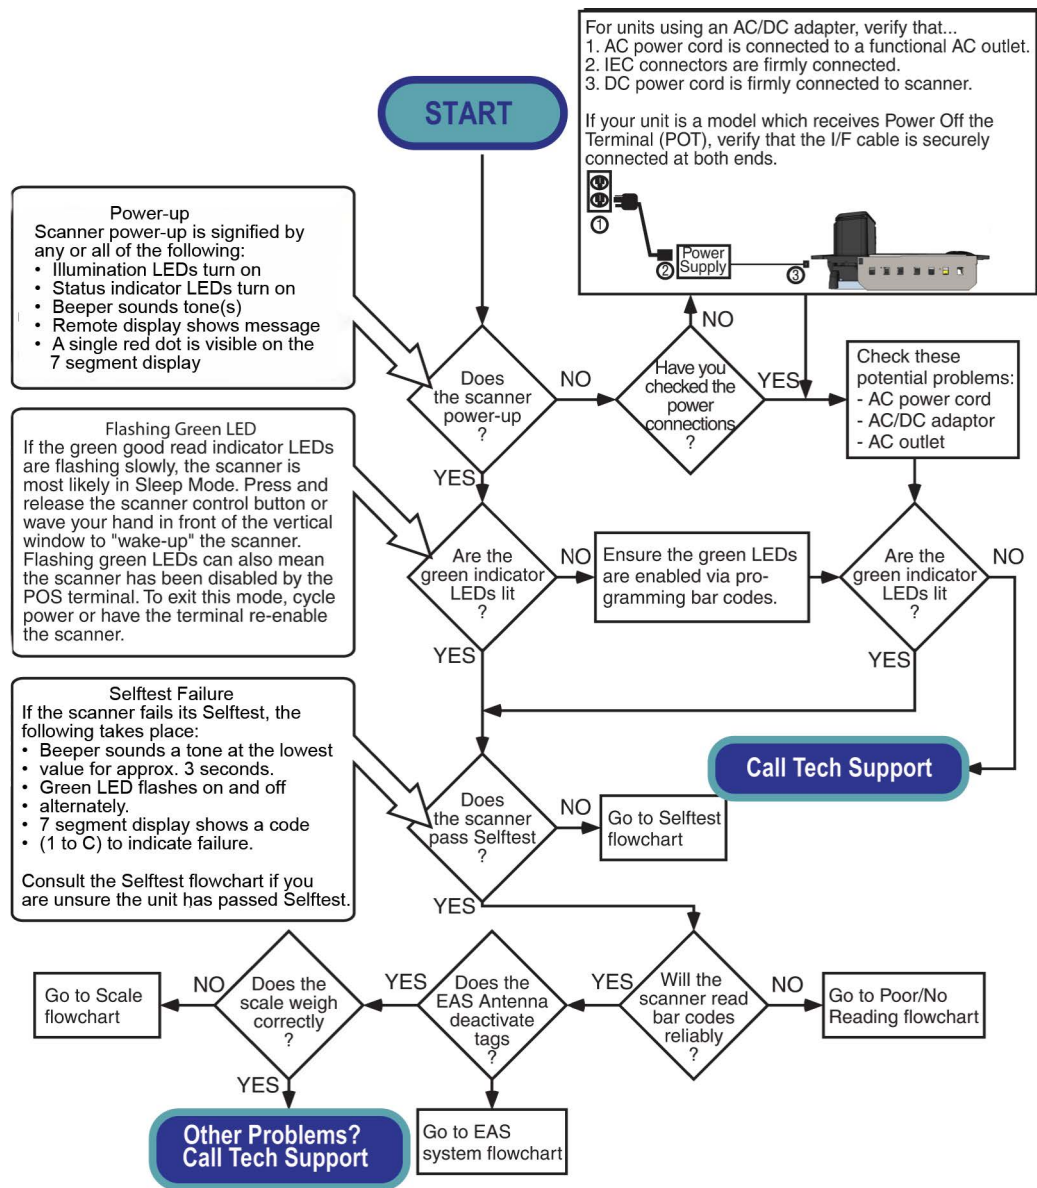 For units using an AC/DC adapter, verify that...
1. AC power cord is connected to a functional AC outlet.
2. IEC connectors are firmly connected.
3. DC power cord is firmly connected to scanner.
If your unit is a model which receives Power Off the
Terminal (POT), verify that the I/F cable is securely
connected at both ends.
1
2
Power
Supply
3
START
Power-up
Scanner power-up is signified by
any or all of the following:
• Illumination LEDs turn on
• Status indicator LEDs turn on
• Beeper sounds tone(s)
• Remote display shows message
• A single red dot is visible on the
7 segment display
Does
the scanner
power-up
?
NO
YES
Have you
checked the
power
connections
?
NO
YES
Check these
potential problems:
- AC power cord
- AC/DC adaptor
- AC outlet
Flashing Green LED
If the green good read indicator LEDs
are flashing slowly, the scanner is
most likely in Sleep Mode. Press and
release the scanner control button or
wave your hand in front of the vertical
window to "wake-up" the scanner.
Flashing green LEDs can also mean
the scanner has been disabled by the
POS terminal. To exit this mode, cycle
power or have the terminal re-enable
the scanner.
Are the
green indicator
LEDs lit
?
NO
YES
Ensure the green LEDs
are enabled via pro-
gramming bar codes.
Are the
green indicator
LEDs lit
?
NO
YES
Call Tech Support
Selftest Failure
If the scanner fails its Selftest, the
following takes place:
• Beeper sounds a tone at the lowest
• value for approx. 3 seconds.
• Green LED flashes on and off
• alternately.
• 7 segment display shows a code
• (1 to C) to indicate failure.
Consult the Selftest flowchart if you
are unsure the unit has passed Selftest.
Does
the scanner
pass Selftest
?
NO
YES
Go to Selftest
flowchart
Will the
scanner read
bar codes
reliably
?
NO
YES
Go to Poor/No
Reading flowchart
Does the
EAS Antenna
deactivate
tags
?
YES
Go to EAS
system flowchart
Does the
scale weigh
correctly
?
NO
YES
Go to Scale
flowchart
Other Problems?
Call Tech Support